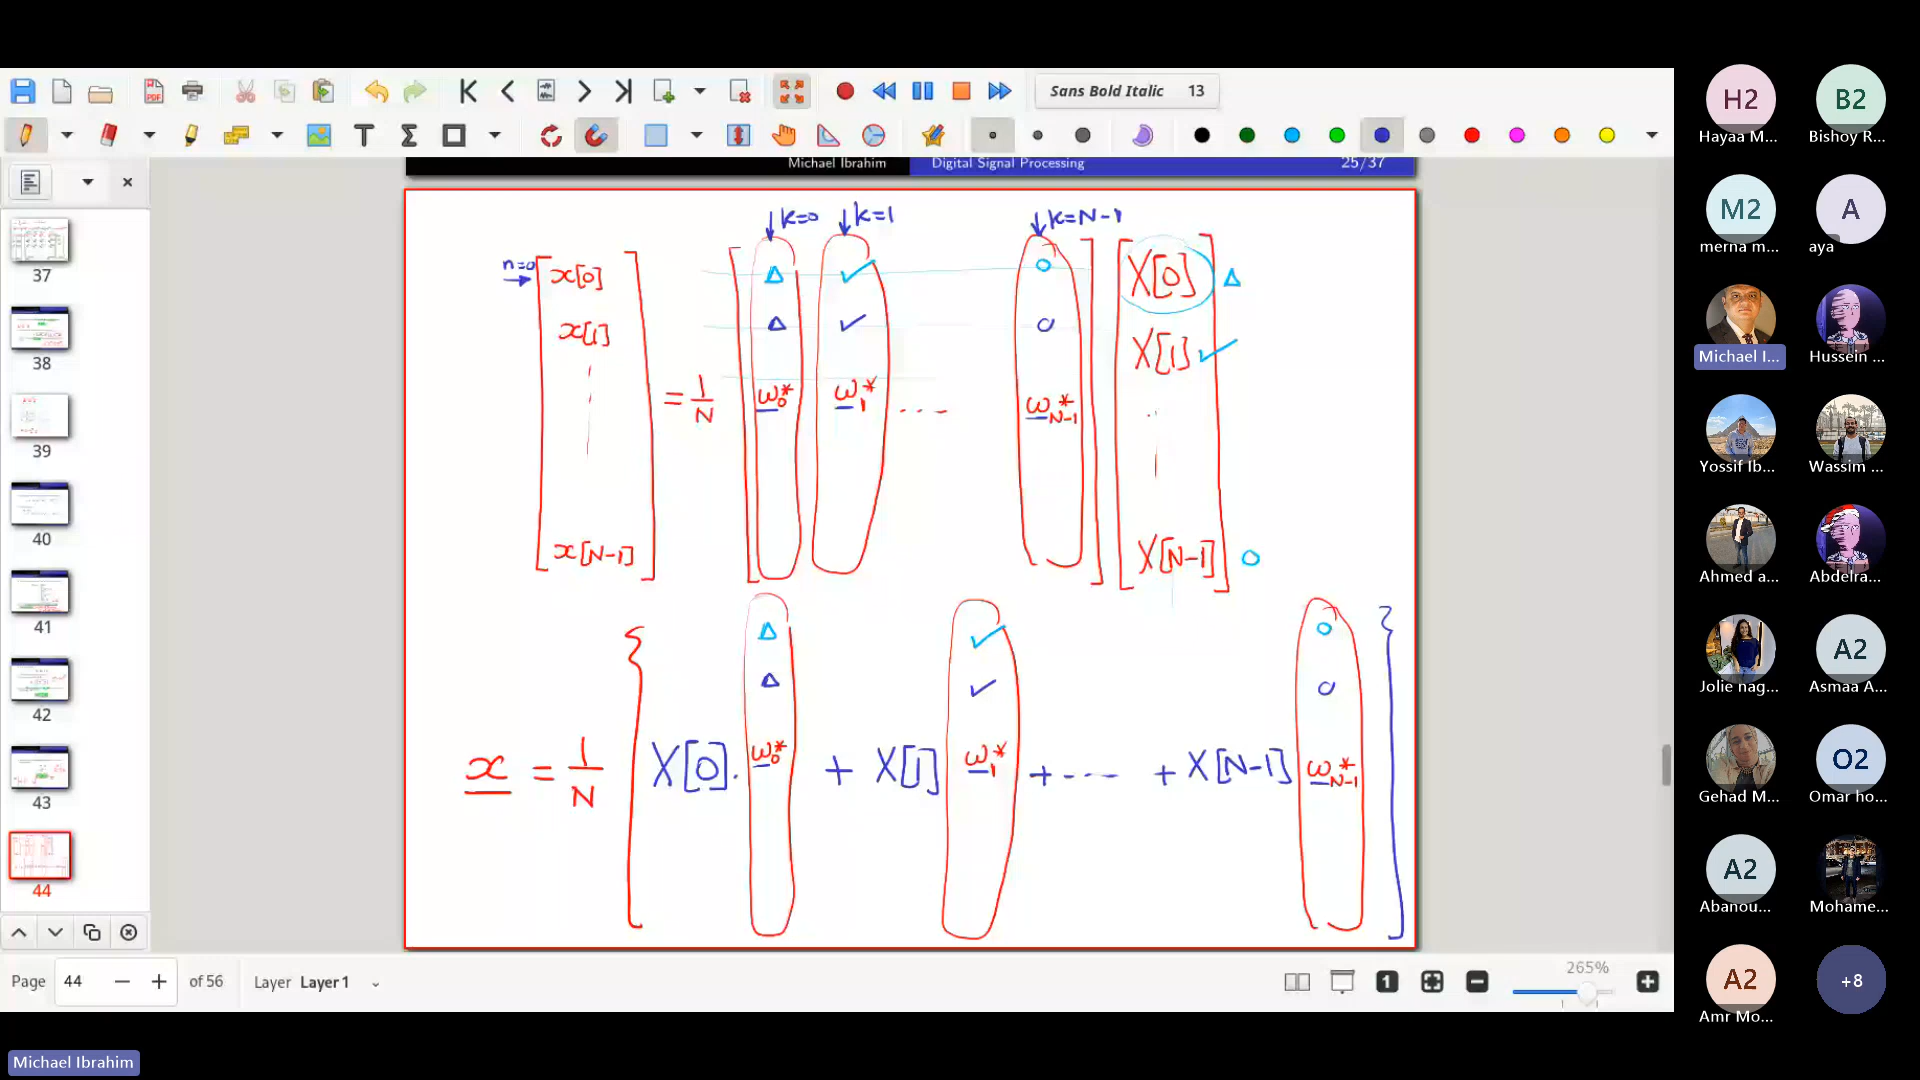 Sans Bold Italic 13
Michael Ibrahim Digital Signal Processing 25/37
37
38
39
40
41
42
43
44
k=0 k=1 k=N-1
n=0
x[0]
x[1]
x[N-1]
= 1/N
ω₀* ω₁* .... ω*N-1
X[0]
X[1]
X[N-1]
x = 1/N { X[0]. ω₀* + X[1] ω₁* + ---- + X[N-1] ω*N-1 }
Page 44 of 56 Layer Layer 1
1
265%
H2 B2
Hayaa M... Bishoy R...
M2 A
merna m... aya
Michael I... Hussein ...
Yossif Ib... Wassim ...
Ahmed a... Abdelra...
A2
Jolie nag... Asmaa A...
O2
Gehad M... Omar ho...
A2
Abanou... Mohame...
A2 +8
Amr Mo...
Michael Ibrahim